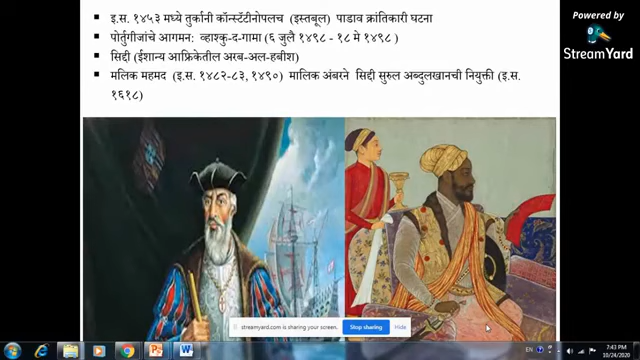 ▪ इ.स. १४५३ मध्ये तुर्कानी कॉन्स्टॅटीनोपलच (इस्तबूल) पाडाव क्रांतिकारी घटना
▪ पोर्तुगीजांचे आगमन: व्हाश्कु-द-गामा (६ जुलै १४९८ - १८ मे १४९८ )
▪ सिद्दी (ईशान्य आफ्रिकेतील अरब-अल-हबीश)
▪ मलिक महमद (इ.स. १४८२-८३, १४९०) मालिक अंबरने सिद्दी सुरुल अब्दुलखानची नियुक्ती (इ.स.
१६१८)
Powered by
StreamYard
streamyard.com is sharing your screen.
Stop sharing
Hide
EN
7:43 PM
10/24/2020